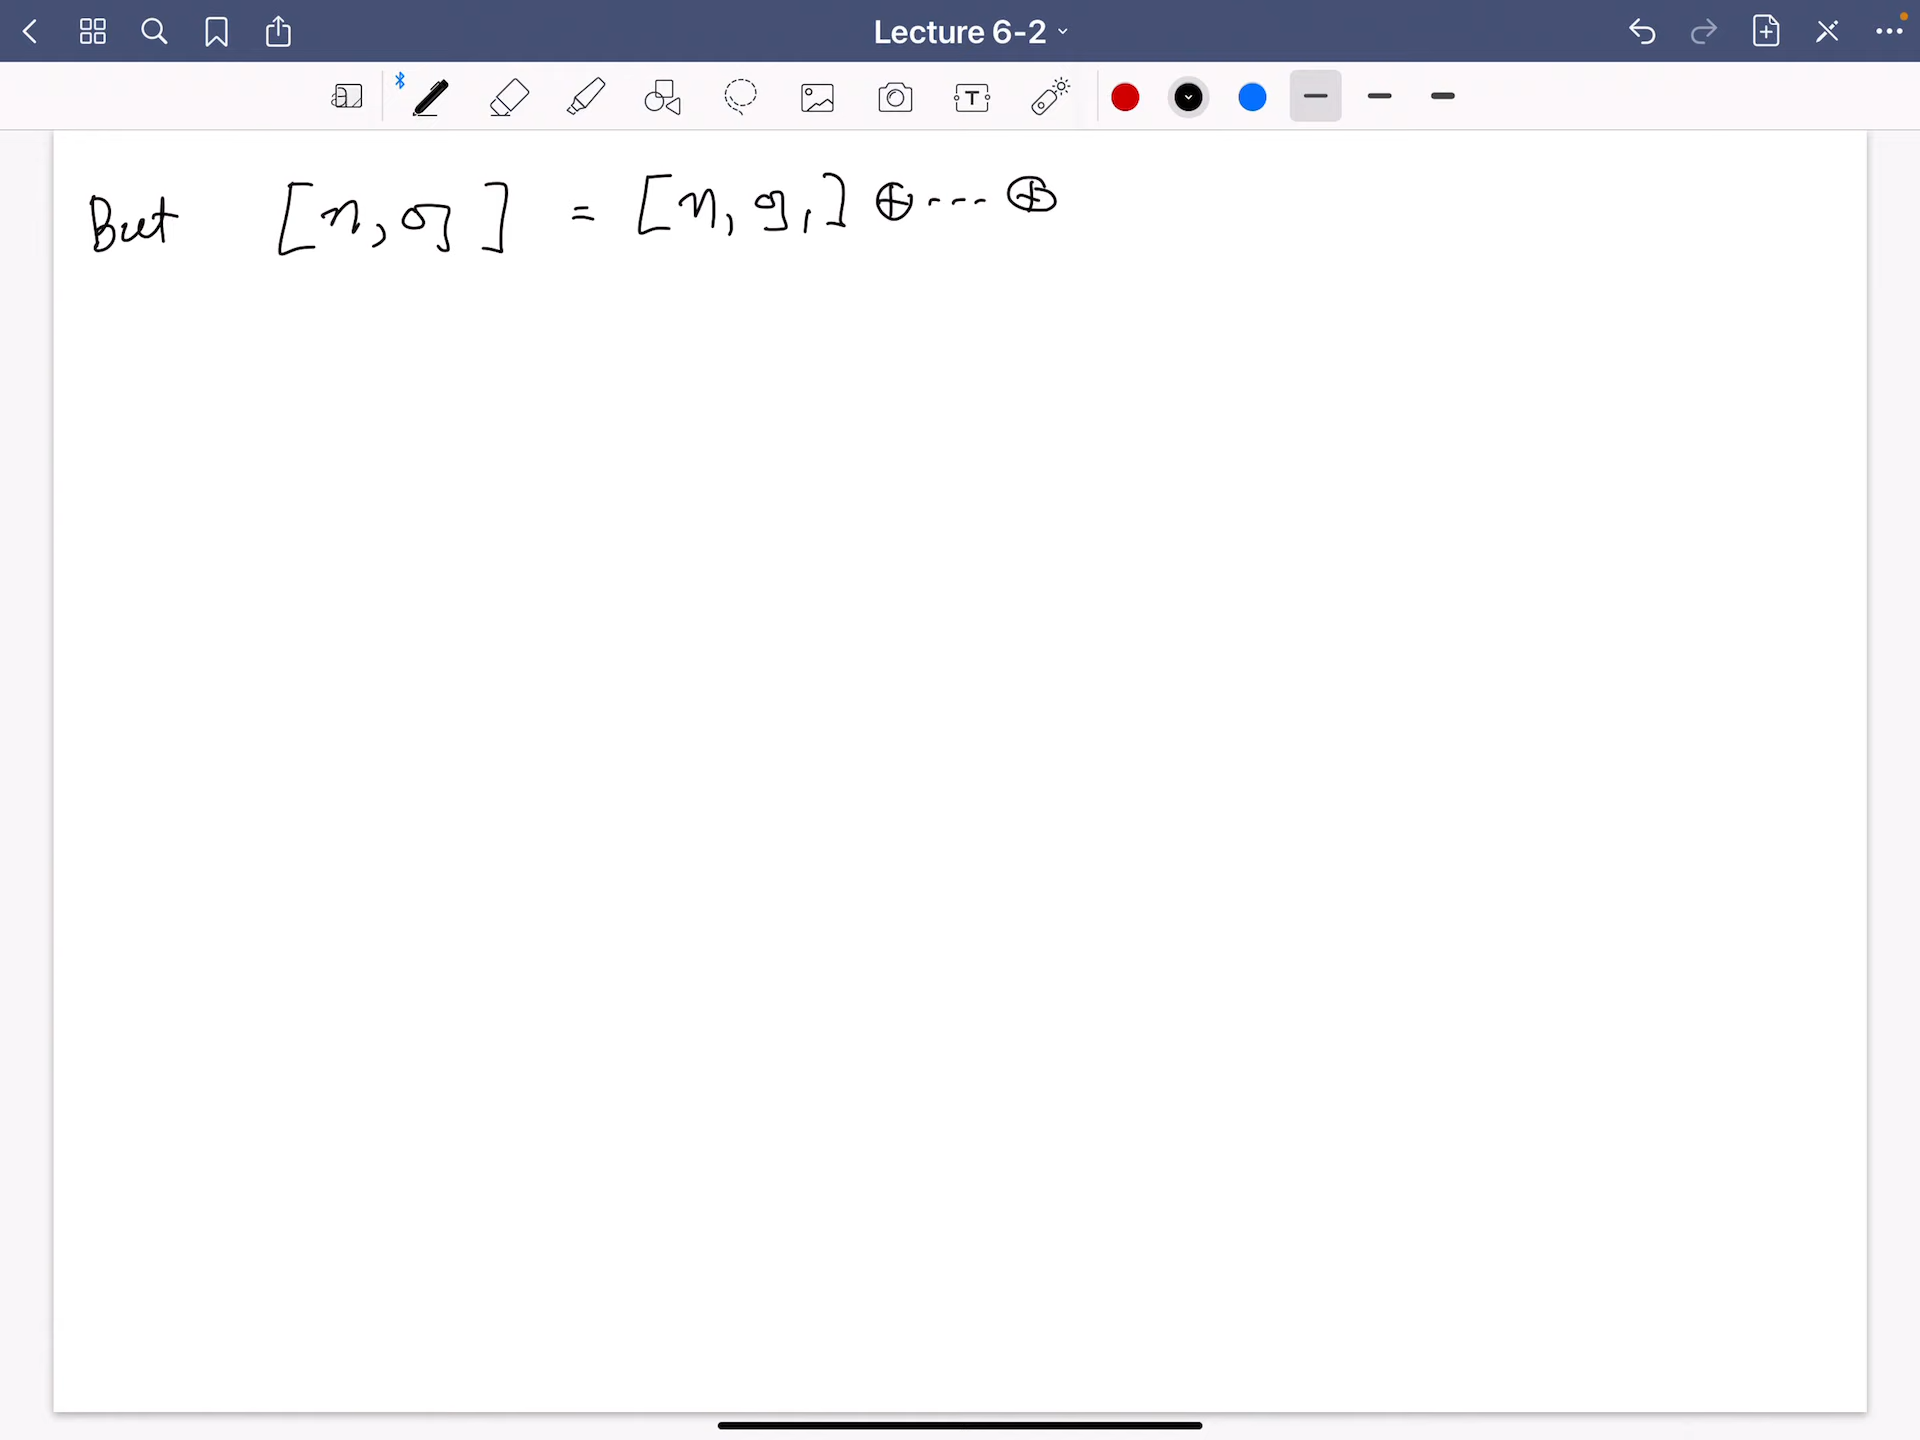 Lecture 6-2
But [n, g] = [n, g₁] ⊕ --- ⊕